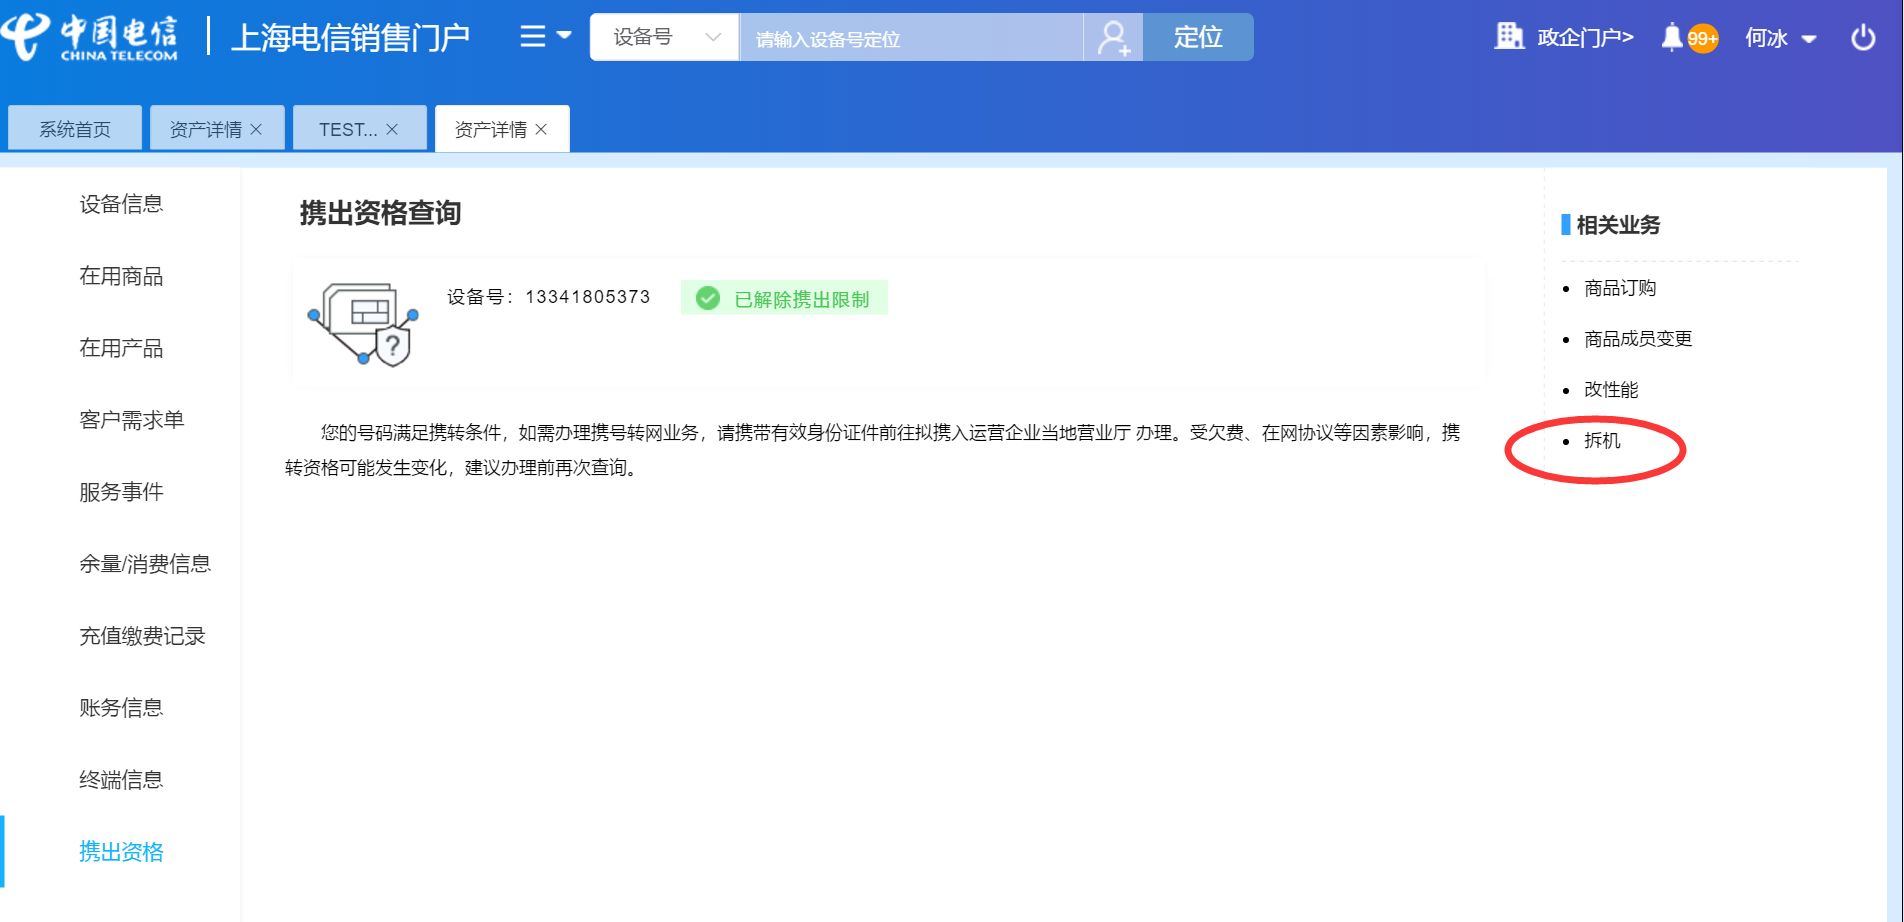 中国电信
CHINA TELECOM
上海电信销售门户
设备号
请输入设备号定位
定位
政企门户>
99+
何冰
系统首页
资产详情
TEST...
资产详情
设备信息
在用商品
在用产品
客户需求单
服务事件
余量/消费信息
充值缴费记录
账务信息
终端信息
携出资格
携出资格查询
设备号：13341805373
已解除携出限制
您的号码满足携转条件，如需办理携号转网业务，请携带有效身份证件前往拟携入运营企业当地营业厅 办理。受欠费、在网协议等因素影响，携
转资格可能发生变化，建议办理前再次查询。
相关业务
商品订购
商品成员变更
改性能
拆机